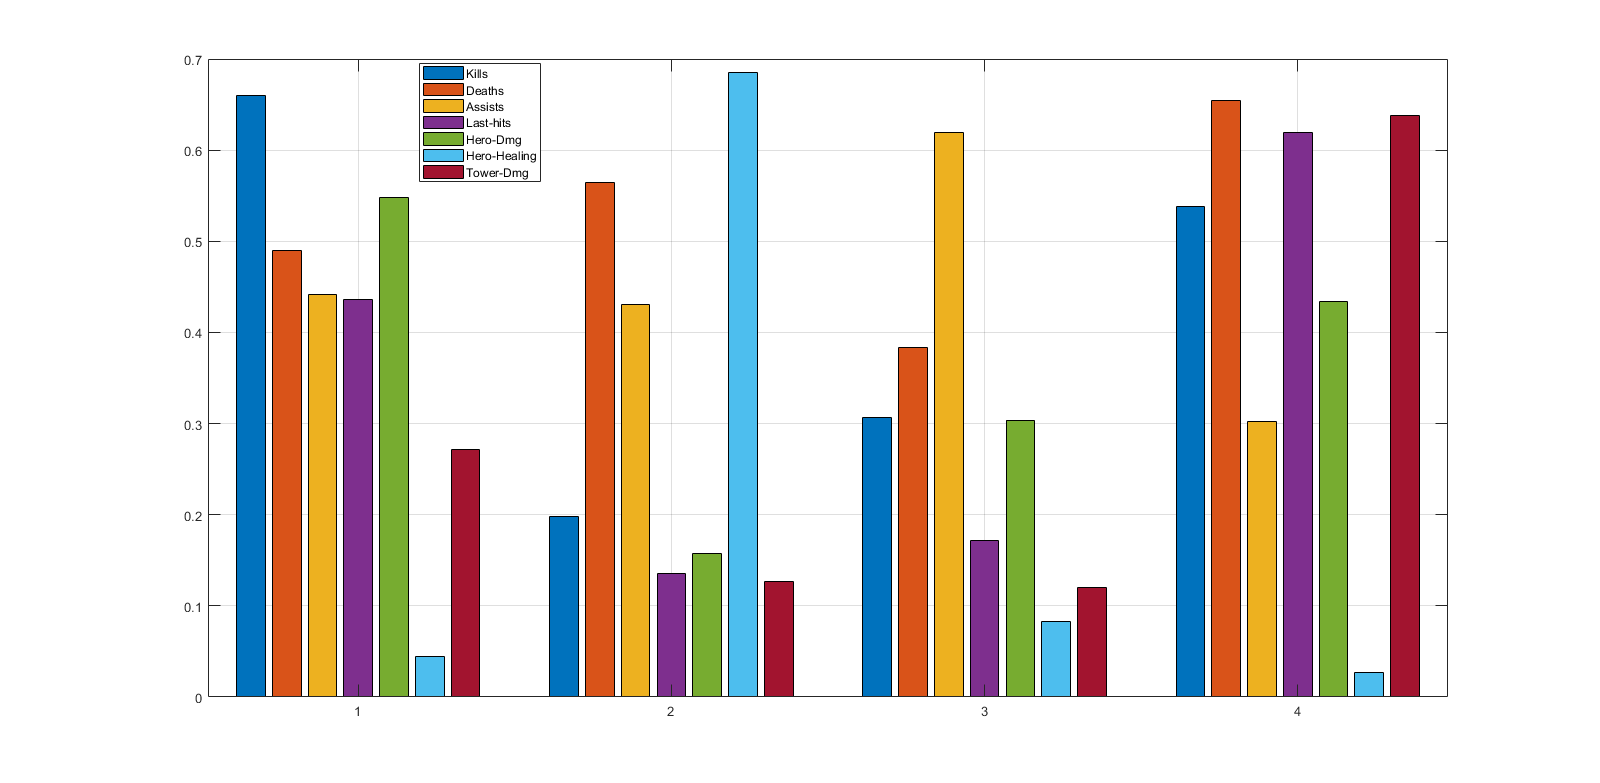 0.7
0.6
0.5
0.4
0.3
0.2
0.1
0
Kills
Deaths
Assists
Last-hits
Hero-Dmg
Hero-Healing
Tower-Dmg
1 2 3 4